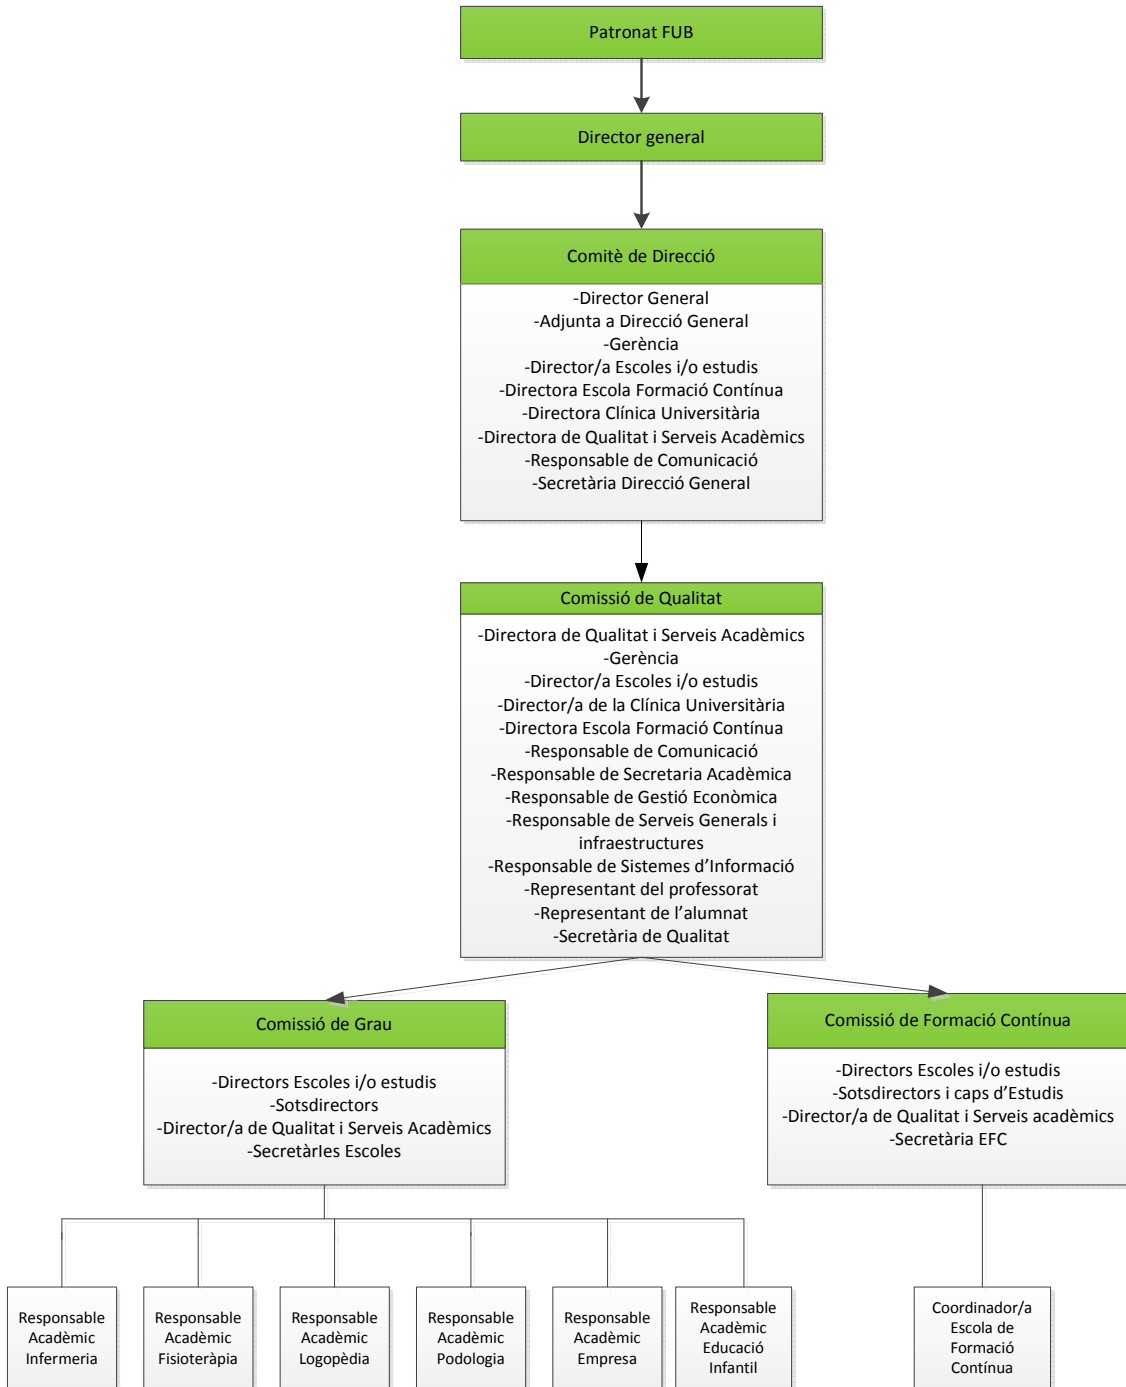 Patronat FUB
Director general
Comitè de Direcció
-Director General
-Adjunta a Direcció General
-Gerència
-Director/a Escoles i/o estudis
-Directora Escola Formació Contínua
-Directora Clínica Universitària
-Directora de Qualitat i Serveis Acadèmics
-Responsable de Comunicació
-Secretària Direcció General
Comissió de Qualitat
-Directora de Qualitat i Serveis Acadèmics
-Gerència
-Director/a Escoles i/o estudis
-Director/a de la Clínica Universitària
-Directora Escola Formació Contínua
-Responsable de Comunicació
-Responsable de Secretaria Acadèmica
-Responsable de Gestió Econòmica
-Responsable de Serveis Generals i
infraestructures
-Responsable de Sistemes d’Informació
-Representant del professorat
-Representant de l’alumnat
-Secretària de Qualitat
Comissió de Grau
-Directors Escoles i/o estudis
-Sotsdirectors
-Director/a de Qualitat i Serveis Acadèmics
-SecretàrIes Escoles
Comissió de Formació Contínua
-Directors Escoles i/o estudis
-Sotsdirectors i caps d’Estudis
-Director/a de Qualitat i Serveis acadèmics
-Secretària EFC
Responsable
Acadèmic
Infermeria
Responsable
Acadèmic
Fisioteràpia
Responsable
Acadèmic
Logopèdia
Responsable
Acadèmic
Podologia
Responsable
Acadèmic
Empresa
Responsable
Acadèmic
Educació
Infantil
Coordinador/a
Escola de
Formació
Contínua